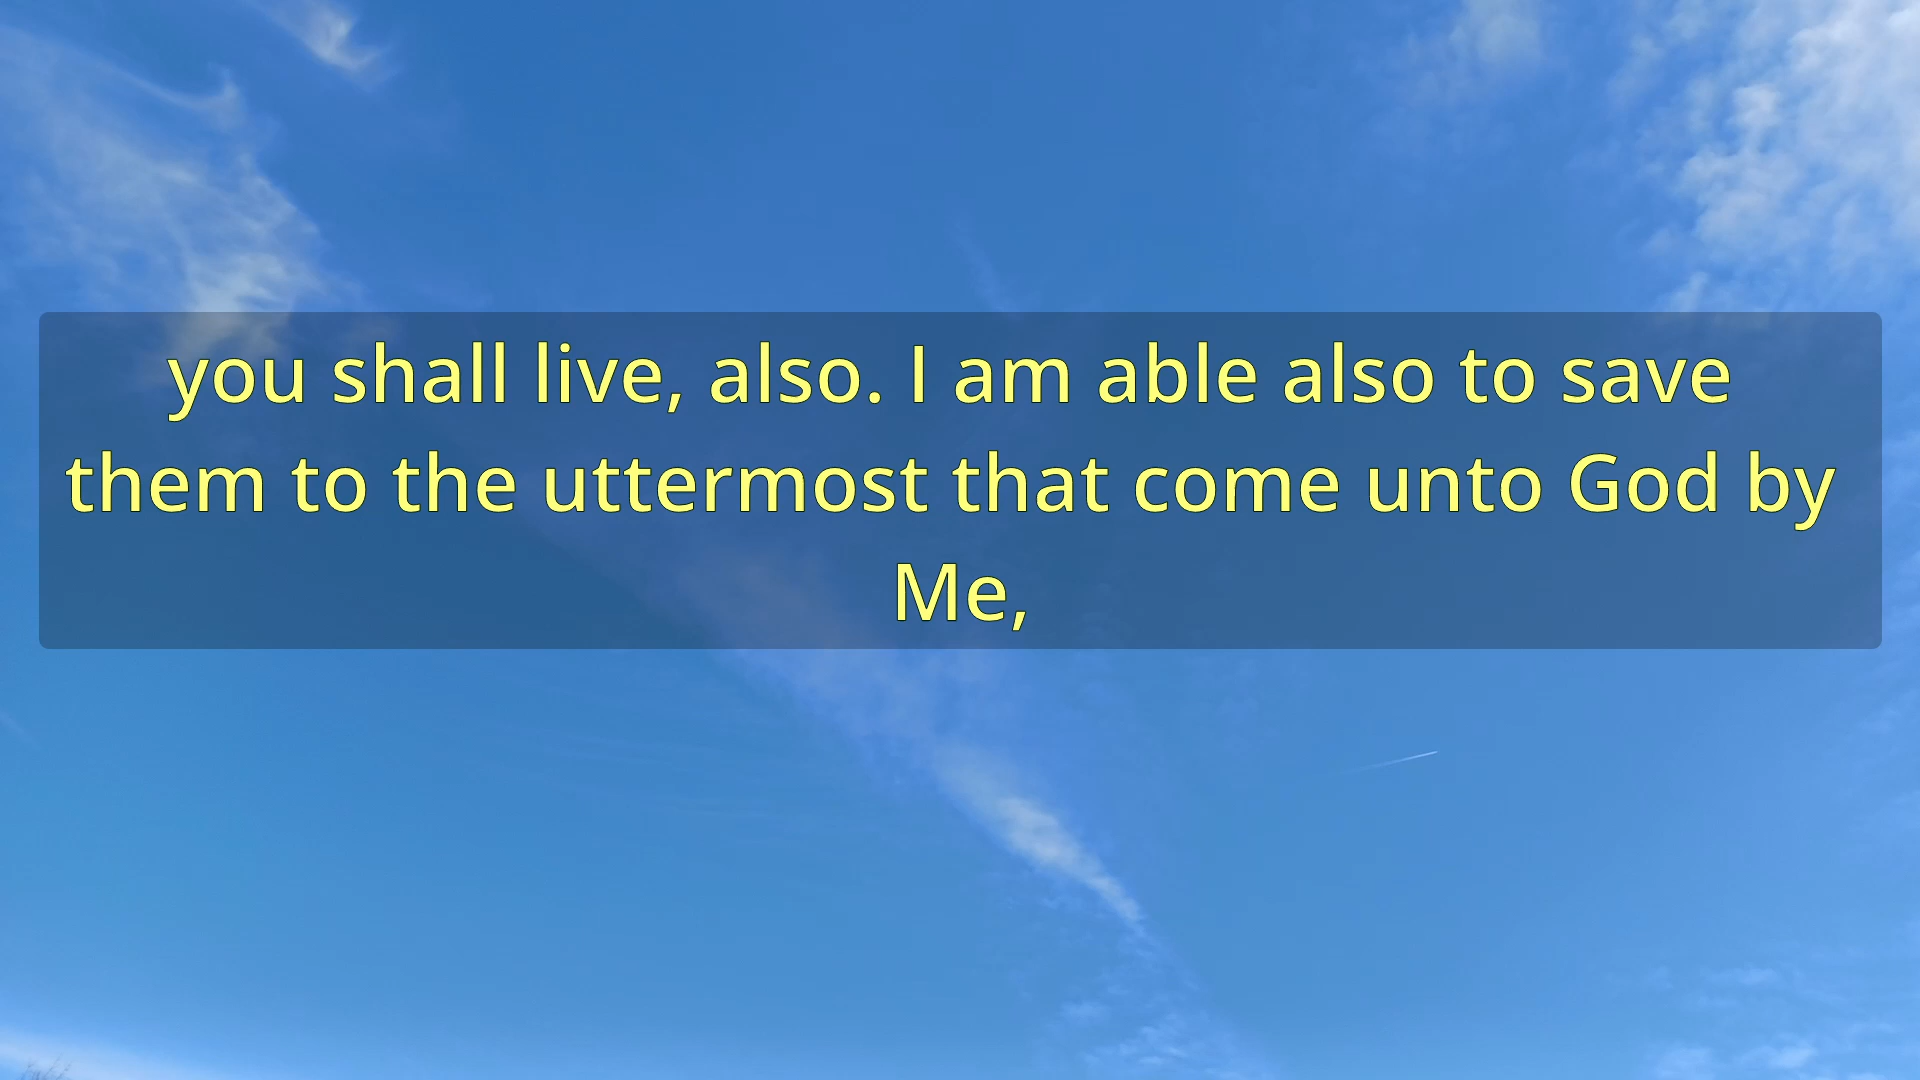 you shall live, also. I am able also to save
them to the uttermost that come unto God by
Me,